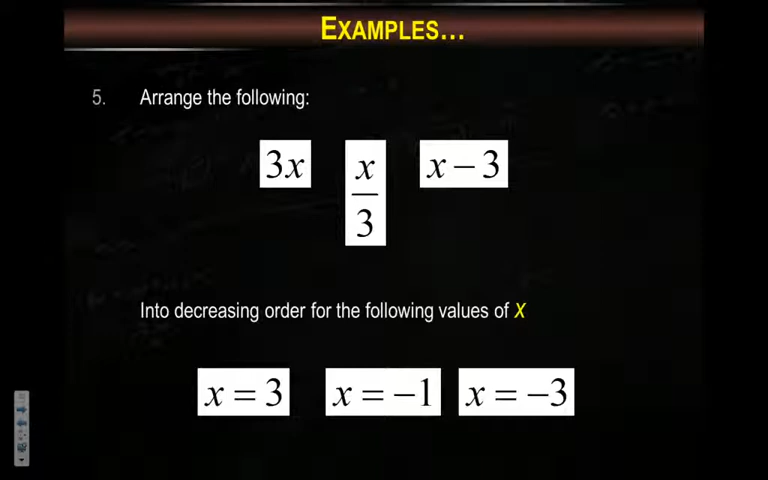 EXAMPLES...
5. Arrange the following:
3x x/3 x − 3
Into decreasing order for the following values of X
x = 3 x = −1 x = −3